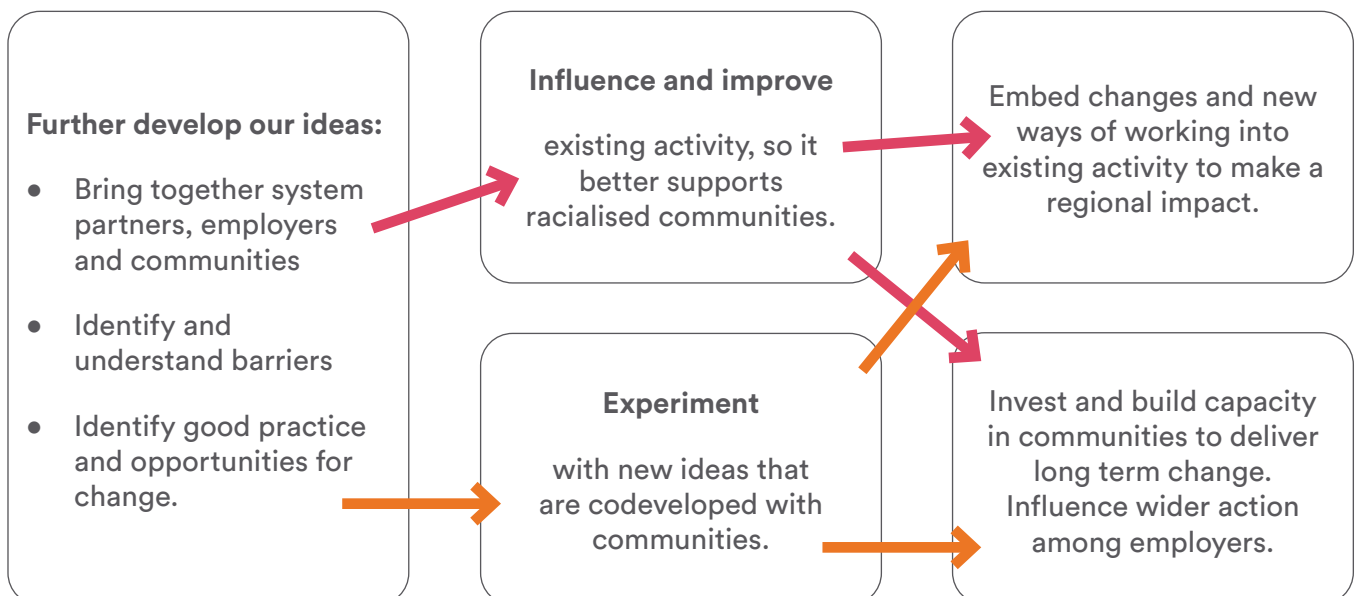 Further develop our ideas:
● Bring together system
partners, employers
and communities
● Identify and
understand barriers
● Identify good practice
and opportunities for
change.
Influence and improve
existing activity, so it
better supports
racialised communities.
Experiment
with new ideas that
are codeveloped with
communities.
Embed changes and new
ways of working into
existing activity to make a
regional impact.
Invest and build capacity
in communities to deliver
long term change.
Influence wider action
among employers.